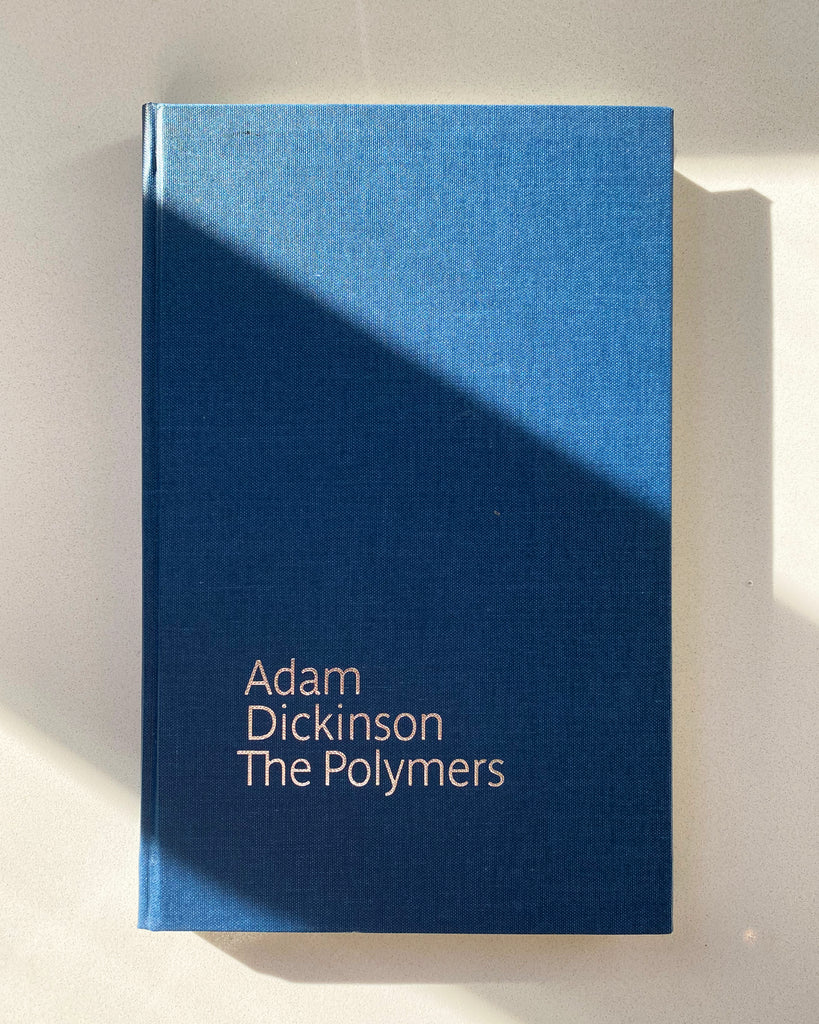 Adam
Dickinson
The Polymers